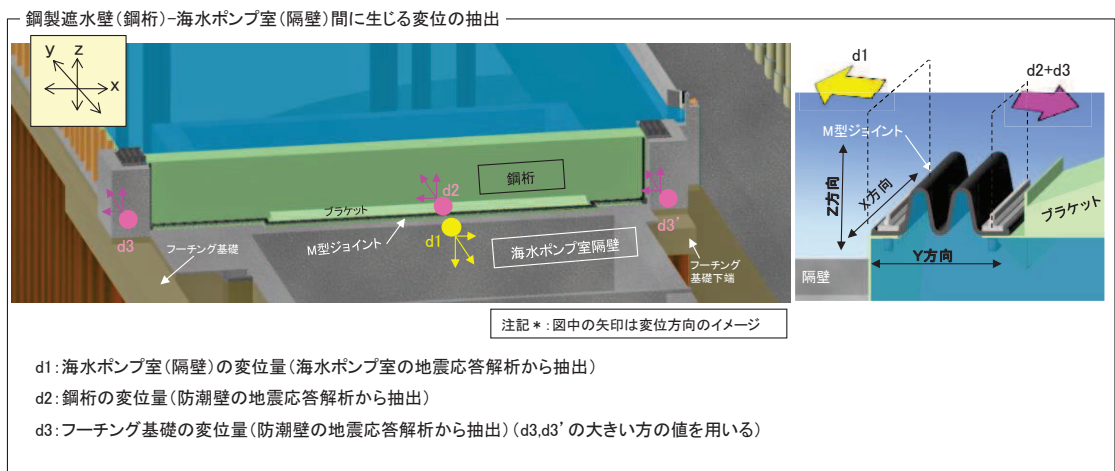 鋼製遮水壁(鋼桁)-海水ポンプ室(隔壁)間に生じる変位の抽出
y z
x
鋼桁
d2
ブラケット
d1
M型ジョイント
海水ポンプ室隔壁
d3
d3'
フーチング基礎
フーチング
基礎下端
d1
d2+d3
M型ジョイント
Z方向
X方向
Y方向
ブラケット
隔壁
注記*:図中の矢印は変位方向のイメージ
d1:海水ポンプ室(隔壁)の変位量(海水ポンプ室の地震応答解析から抽出)
d2:鋼桁の変位量(防潮壁の地震応答解析から抽出)
d3:フーチング基礎の変位量(防潮壁の地震応答解析から抽出)(d3,d3'の大きい方の値を用いる)